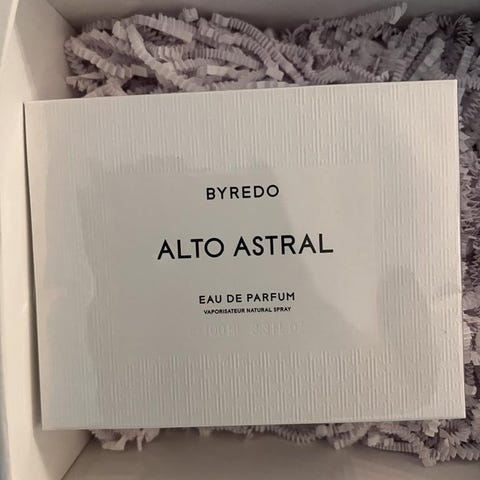 BYREDO
ALTO ASTRAL
EAU DE PARFUM
VAPORISATEUR NATURAL SPRAY